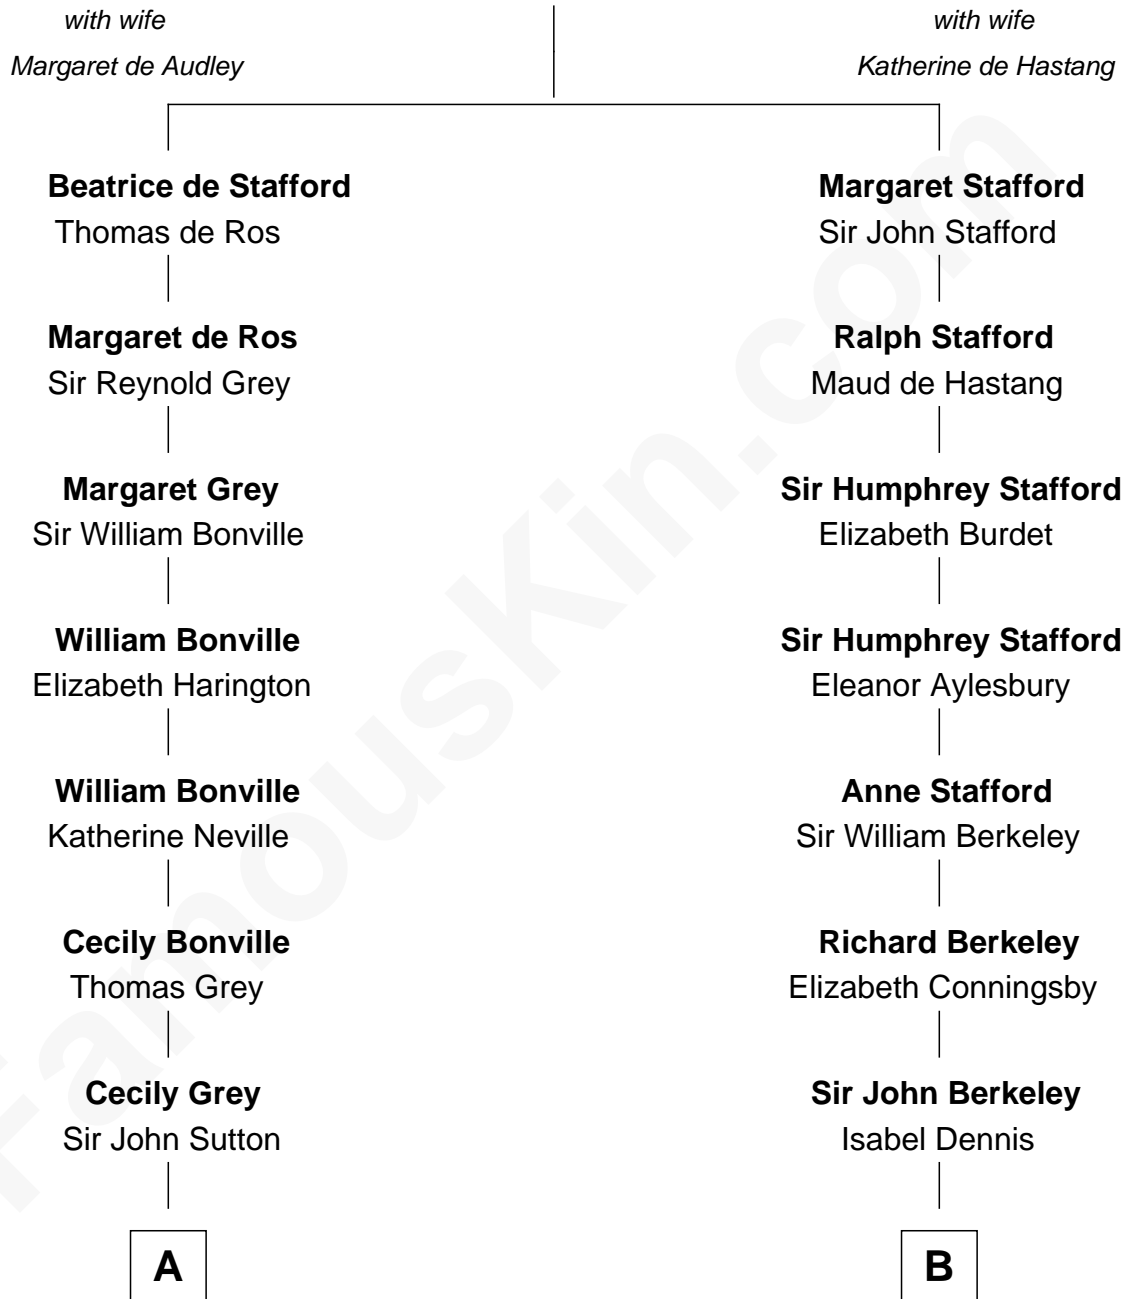 with wife
Margaret de Audley
with wife
Katherine de Hastang
Beatrice de Stafford
Thomas de Ros
Margaret Stafford
Sir John Stafford
Margaret de Ros
Sir Reynold Grey
Ralph Stafford
Maud de Hastang
Margaret Grey
Sir William Bonville
Sir Humphrey Stafford
Elizabeth Burdet
William Bonville
Elizabeth Harington
Sir Humphrey Stafford
Eleanor Aylesbury
William Bonville
Katherine Neville
Anne Stafford
Sir William Berkeley
Cecily Bonville
Thomas Grey
Richard Berkeley
Elizabeth Conningsby
Cecily Grey
Sir John Sutton
Sir John Berkeley
Isabel Dennis
A
B
FamousKin.com